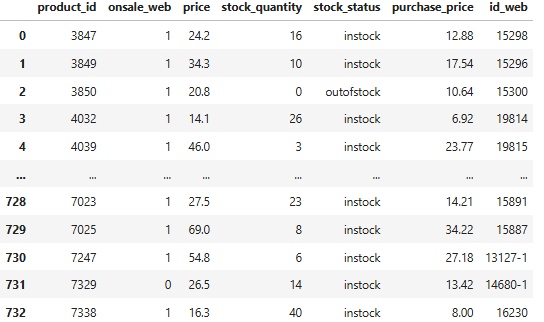 product_id onsale_web price stock_quantity stock_status purchase_price id_web
0 3847 1 24.2 16 instock 12.88 15298
1 3849 1 34.3 10 instock 17.54 15296
2 3850 1 20.8 0 outofstock 10.64 15300
3 4032 1 14.1 26 instock 6.92 19814
4 4039 1 46.0 3 instock 23.77 19815
... ... ... ... ... ... ... ...
728 7023 1 27.5 23 instock 14.21 15891
729 7025 1 69.0 8 instock 34.22 15887
730 7247 1 54.8 6 instock 27.18 13127-1
731 7329 0 26.5 14 instock 13.42 14680-1
732 7338 1 16.3 40 instock 8.00 16230